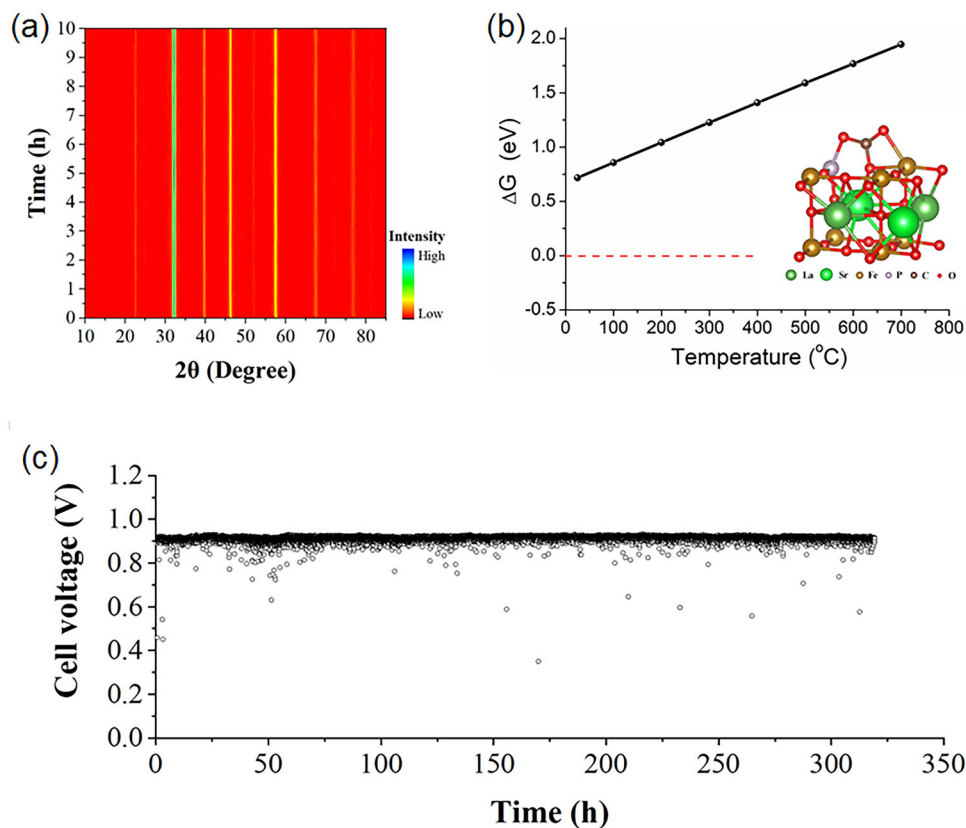 (a)
10
9
8
7
6
5
4
3
2
1
0
Time (h)
10 20 30 40 50 60 70 80
2θ (Degree)
Intensity
High
Low
(b)
2.0
1.5
1.0
0.5
0.0
-0.5
ΔG (eV)
0 100 200 300 400 500 600 700 800
Temperature (°C)
La Sr Fe P C O
(c)
1.2
1.0
0.8
0.6
0.4
0.2
0.0
Cell voltage (V)
0 50 100 150 200 250 300 350
Time (h)